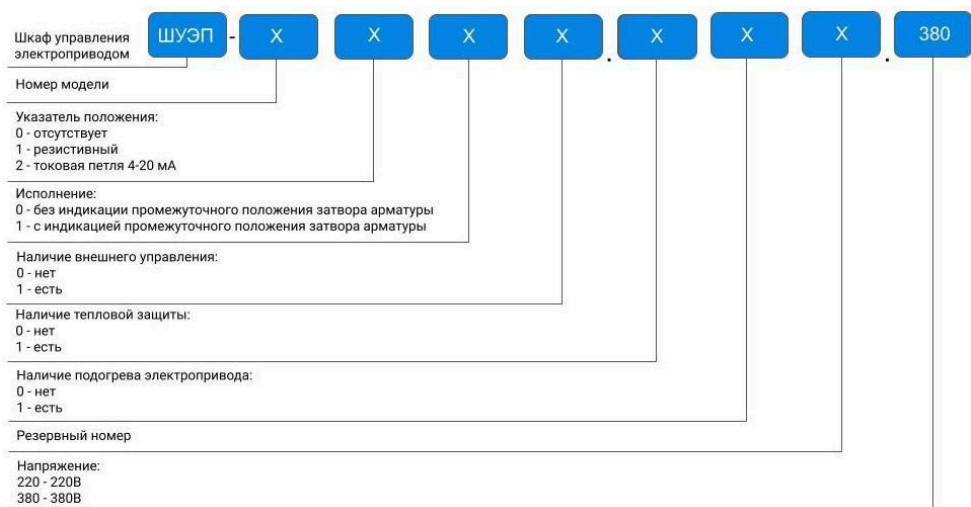 Шкаф управления
электроприводом
ШУЭП - X X X X . X X X . 380
Номер модели
Указатель положения:
0 - отсутствует
1 - резистивный
2 - токовая петля 4-20 мА
Исполнение:
0 - без индикации промежуточного положения затвора арматуры
1 - с индикацией промежуточного положения затвора арматуры
Наличие внешнего управления:
0 - нет
1 - есть
Наличие тепловой защиты:
0 - нет
1 - есть
Наличие подогрева электропривода:
0 - нет
1 - есть
Резервный номер
Напряжение:
220 - 220В
380 - 380В